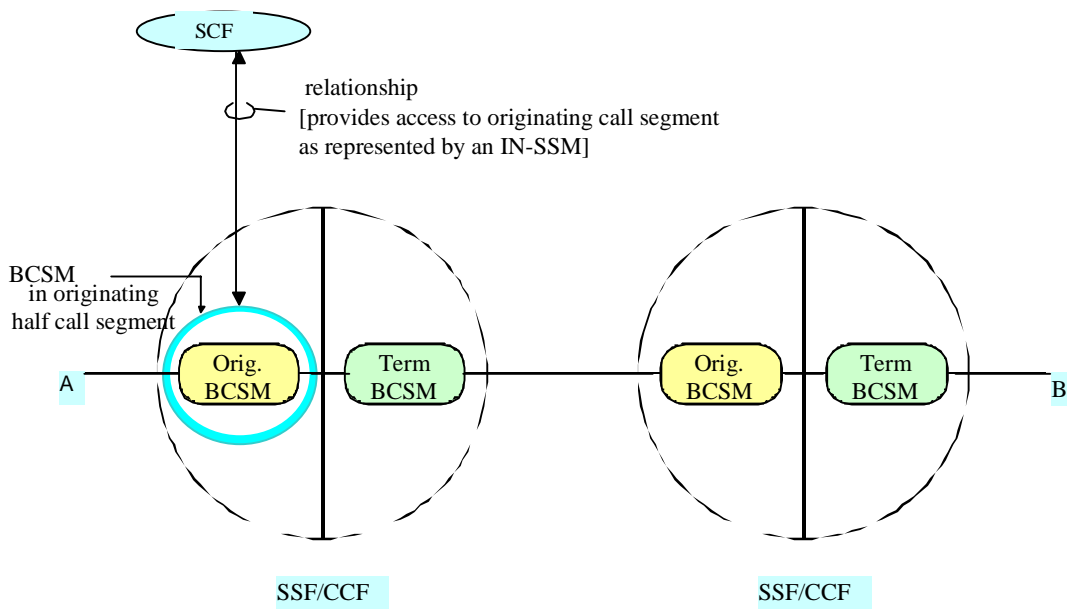 SCF
relationship
[provides access to originating call segment
as represented by an IN-SSM]
BCSM
in originating
half call segment
A
Orig.
BCSM
Term
BCSM
Orig.
BCSM
Term
BCSM
B
SSF/CCF
SSF/CCF